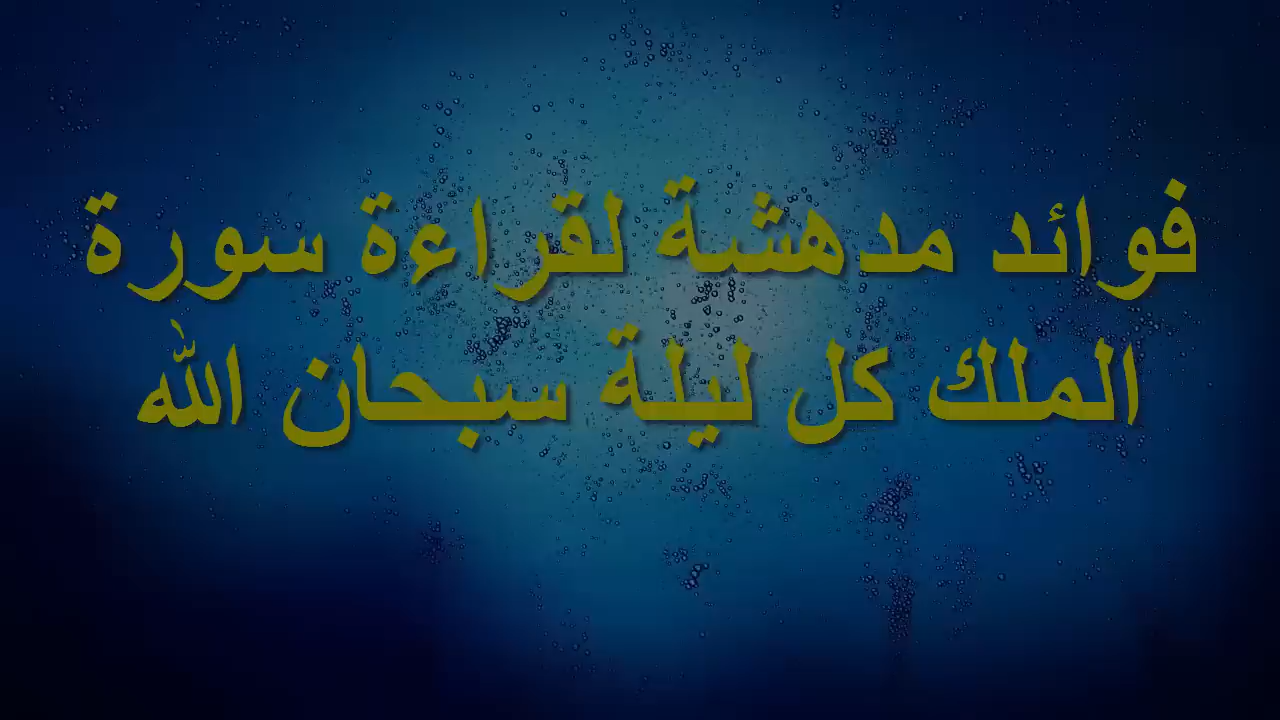 فوائد مدهشة لقراءة سورة
الملك كل ليلة سبحان الله